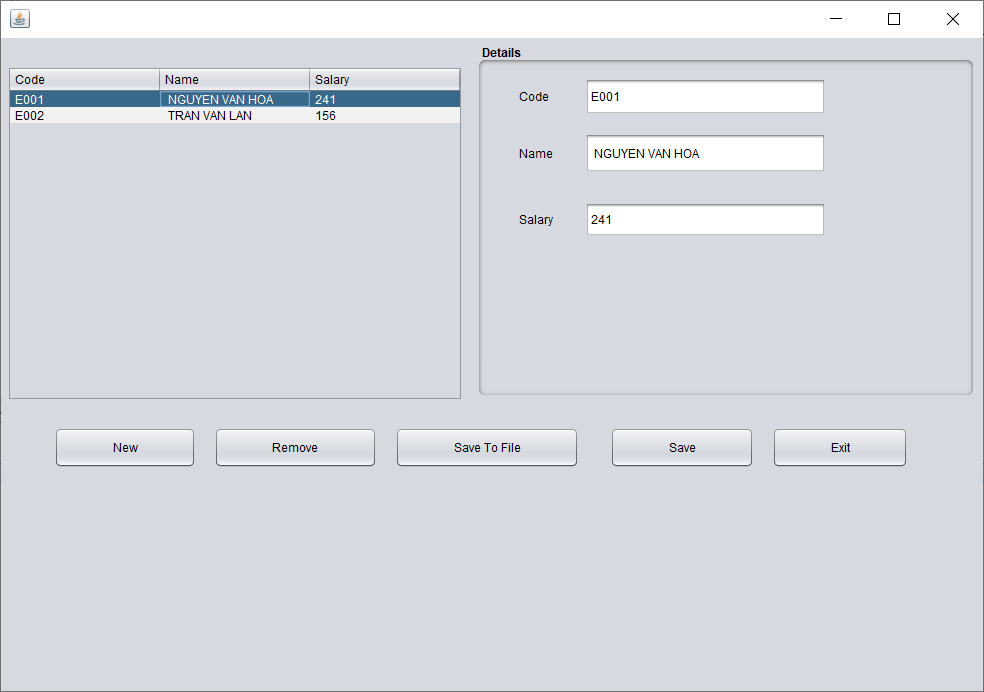 Details
Code Name Salary
E001 NGUYEN VAN HOA 241
E002 TRAN VAN LAN 156
Code E001
Name NGUYEN VAN HOA
Salary 241
New Remove Save To File Save Exit